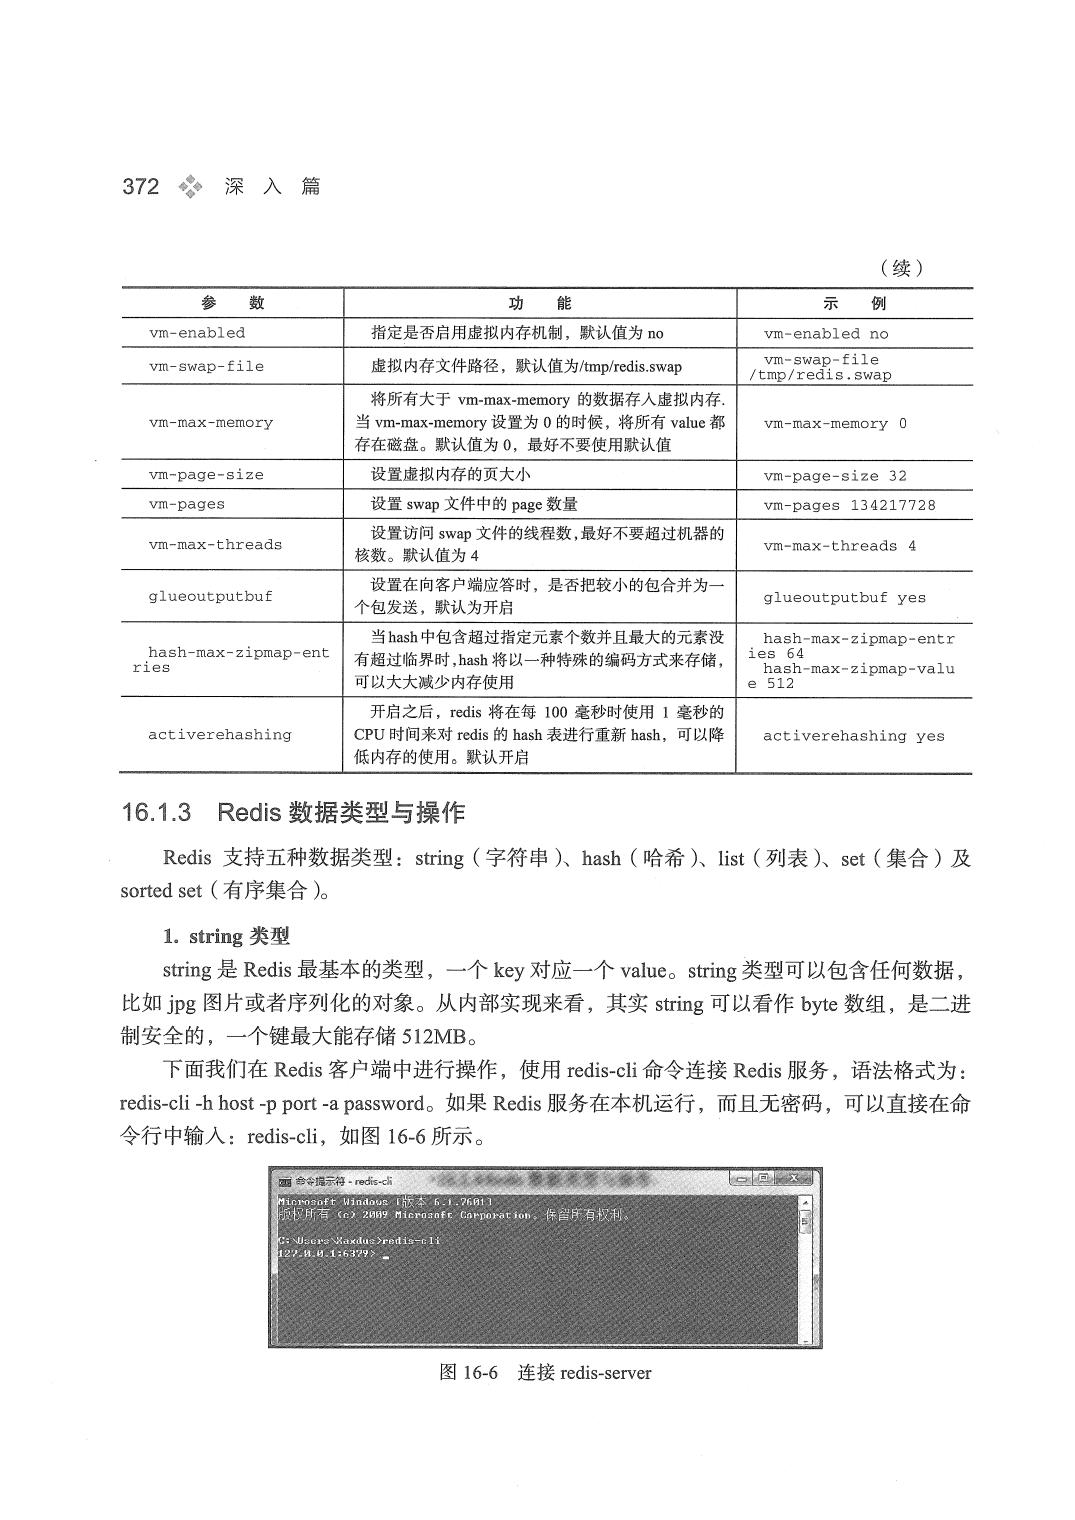 372 深 入 篇
（续）
参 数 功 能 示 例
vm-enabled 指定是否启用虚拟内存机制，默认值为 no vm-enabled no
vm-swap-file 虚拟内存文件路径，默认值为/tmp/redis.swap vm-swap-file
/tmp/redis.swap
vm-max-memory 将所有大于 vm-max-memory 的数据存人虚拟内存.
当 vm-max-memory 设置为 0 的时候，将所有 value 都
存在磁盘。默认值为 0，最好不要使用默认值
vm-max-memory 0
vm-page-size 设置虚拟内存的页大小 vm-page-size 32
vm-pages 设置 swap 文件中的 page 数量 vm-pages 134217728
vm-max-threads 设置访问 swap 文件的线程数,最好不要超过机器的
核数。默认值为 4
vm-max-threads 4
glueoutputbuf 设置在向客户端应答时，是否把较小的包合并为一
个包发送，默认为开启
glueoutputbuf yes
hash-max-zipmap-ent
ries
当hash中包含超过指定元素个数并且最大的元素没
有超过临界时,hash 将以一种特殊的编码方式来存储，
可以大大减少内存使用
hash-max-zipmap-entr
ies 64
hash-max-zipmap-valu
e 512
activerehashing 开启之后，redis 将在每 100 毫秒时使用 1 毫秒的
CPU 时间来对 redis 的 hash 表进行重新 hash，可以降
低内存的使用。默认开启
activerehashing yes
16.1.3 Redis 数据类型与操作
Redis 支持五种数据类型：string（字符串）、hash（哈希）、list（列表）、set（集合）及
sorted set（有序集合）。
1. string 类型
string 是 Redis 最基本的类型，一个 key 对应一个 value。string 类型可以包含任何数据，
比如 jpg 图片或者序列化的对象。从内部实现来看，其实 string 可以看作 byte 数组，是二进
制安全的，一个键最大能存储 512MB。
下面我们在 Redis 客户端中进行操作，使用 redis-cli 命令连接 Redis 服务，语法格式为：
redis-cli -h host -p port -a password。如果 Redis 服务在本机运行，而且无密码，可以直接在命
令行中输入：redis-cli，如图 16-6 所示。
命令提示符 - redis-cli
Microsoft Windows [版本 6.1.7601]
版权所有 (c) 2009 Microsoft Corporation。保留所有权利。
C:\Users\Xaxdus>redis-cli
127.0.0.1:6379>
图 16-6 连接 redis-server